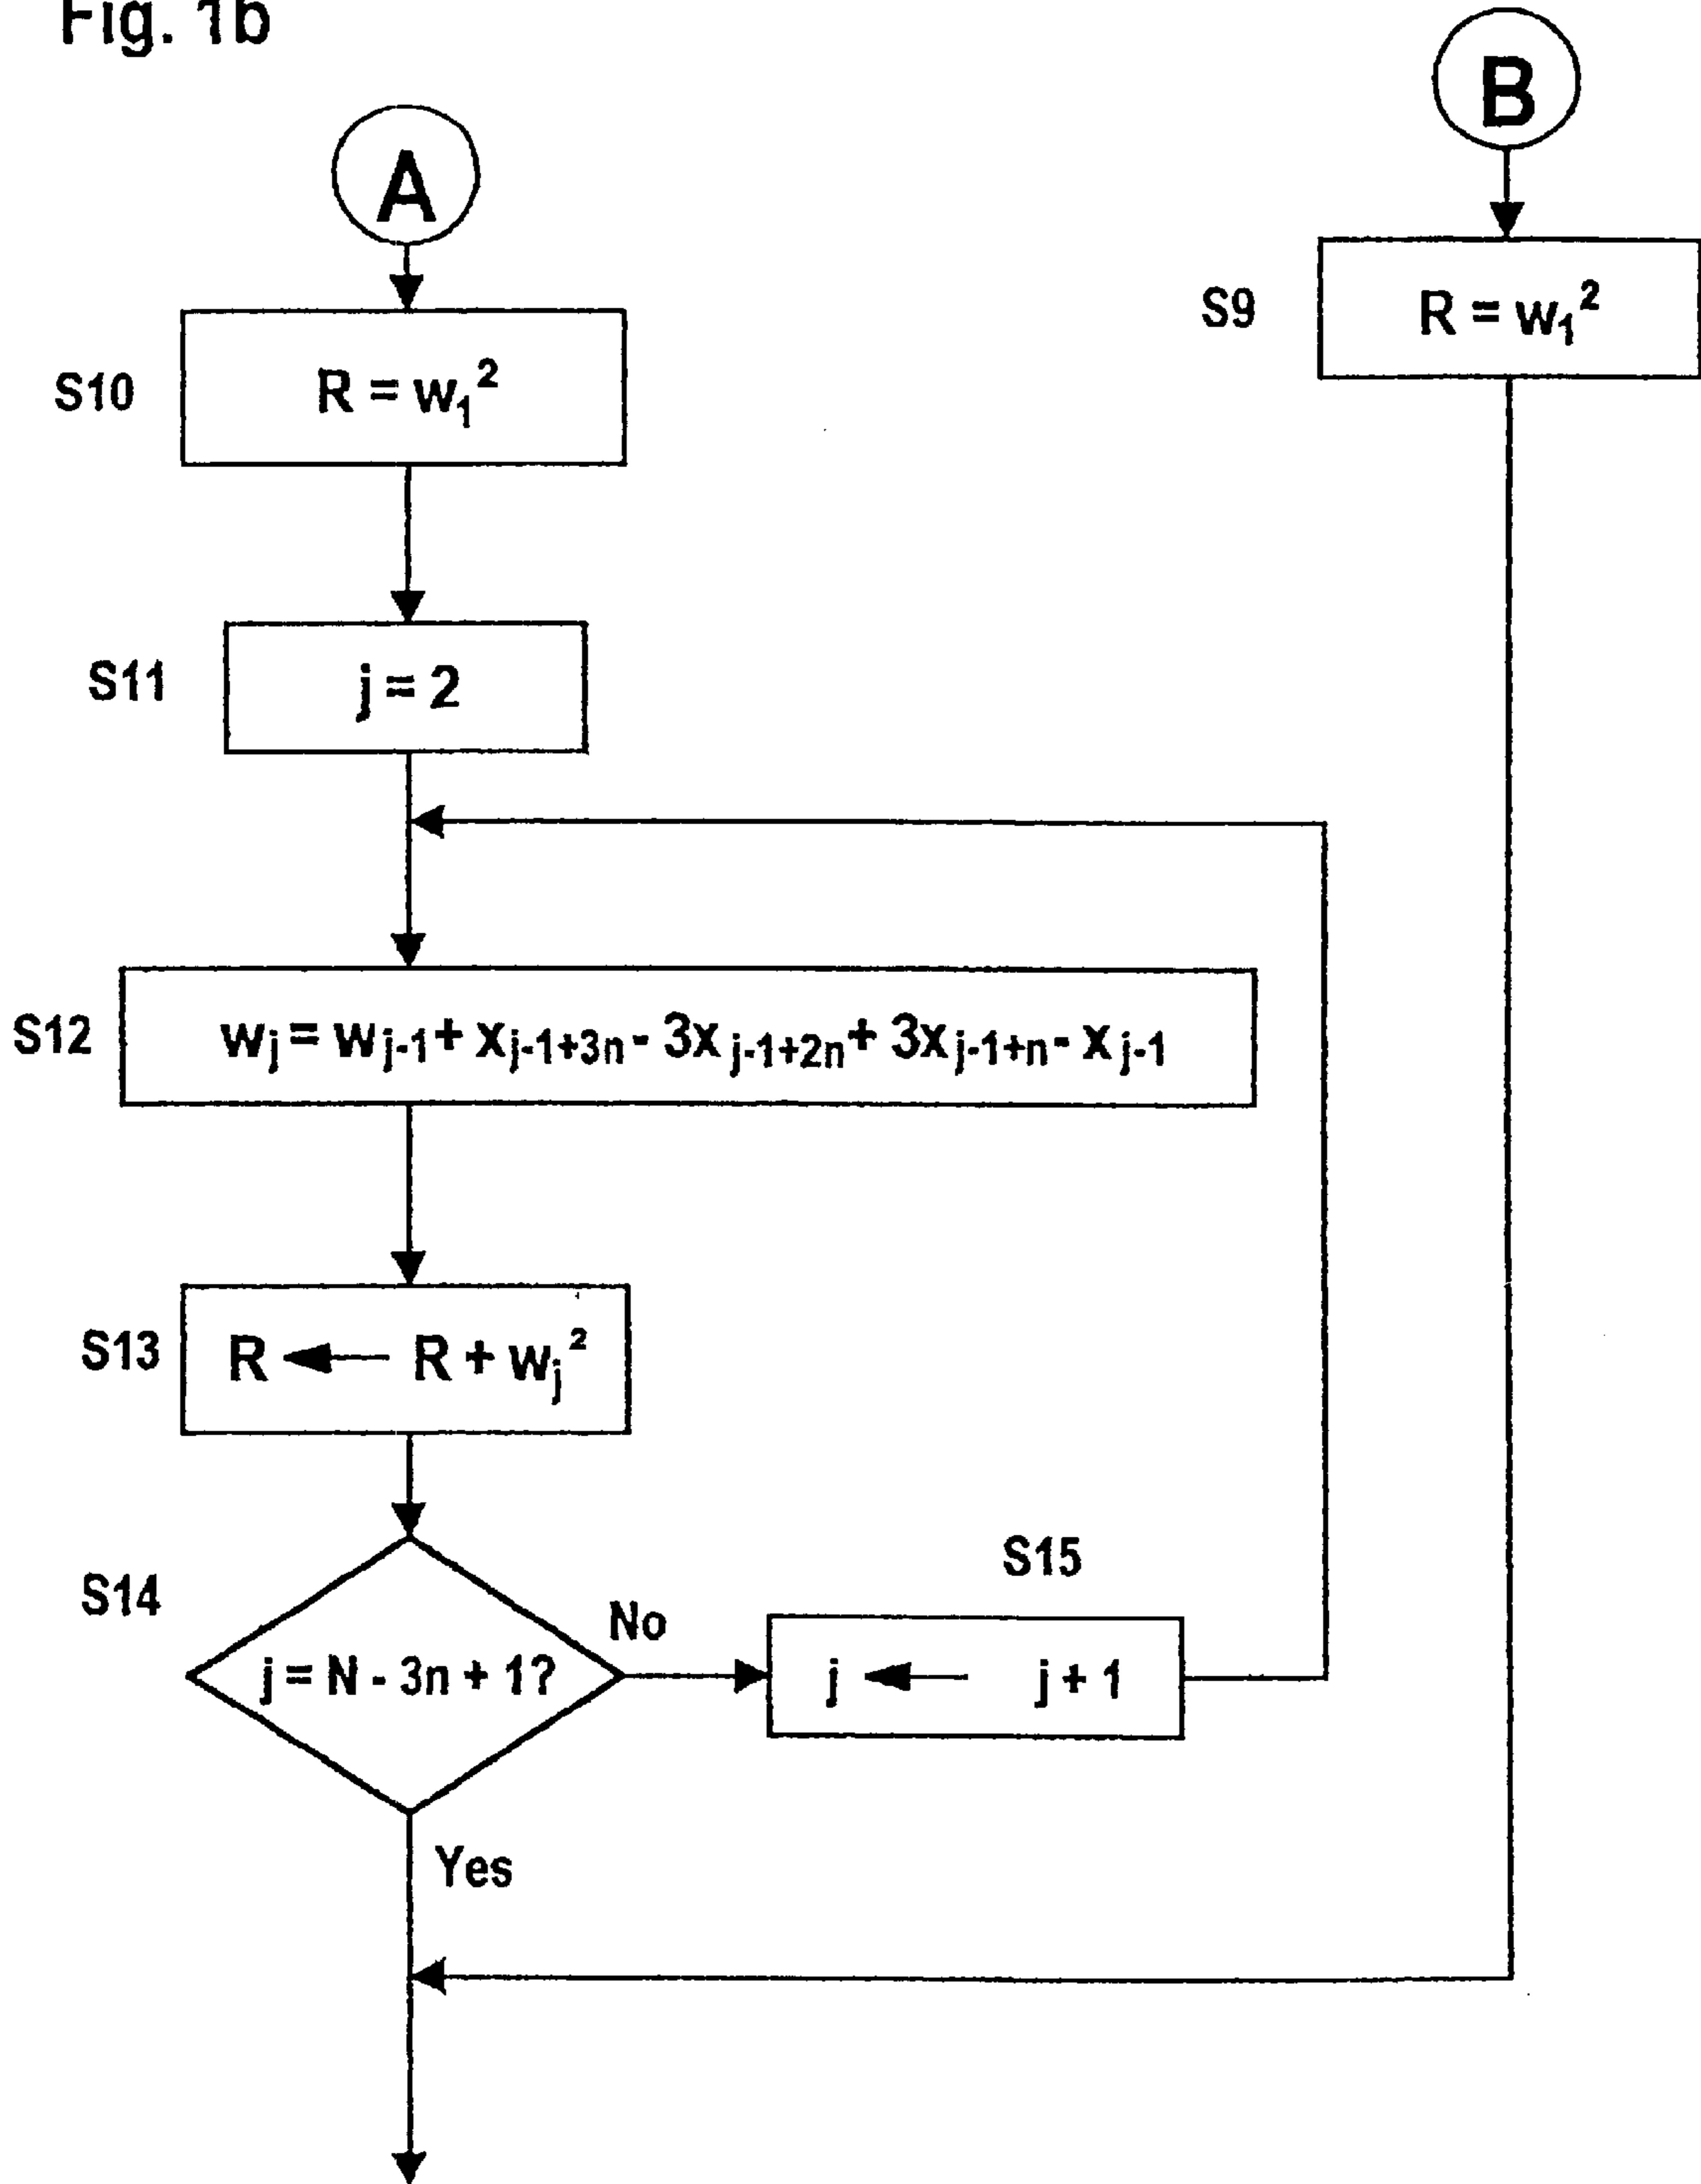 Fig. 1b
B
A
S9
R = w₁²
S10
R = w₁²
S11
j = 2
S12
wⱼ = wⱼ₋₁ + xⱼ₋₁₊₃ₙ - 3xⱼ₋₁₊₂ₙ + 3xⱼ₋₁₊ₙ - xⱼ₋₁
S13
R ← R + wⱼ²
S14
j = N - 3n + 1?
No
S15
j ← j + 1
Yes